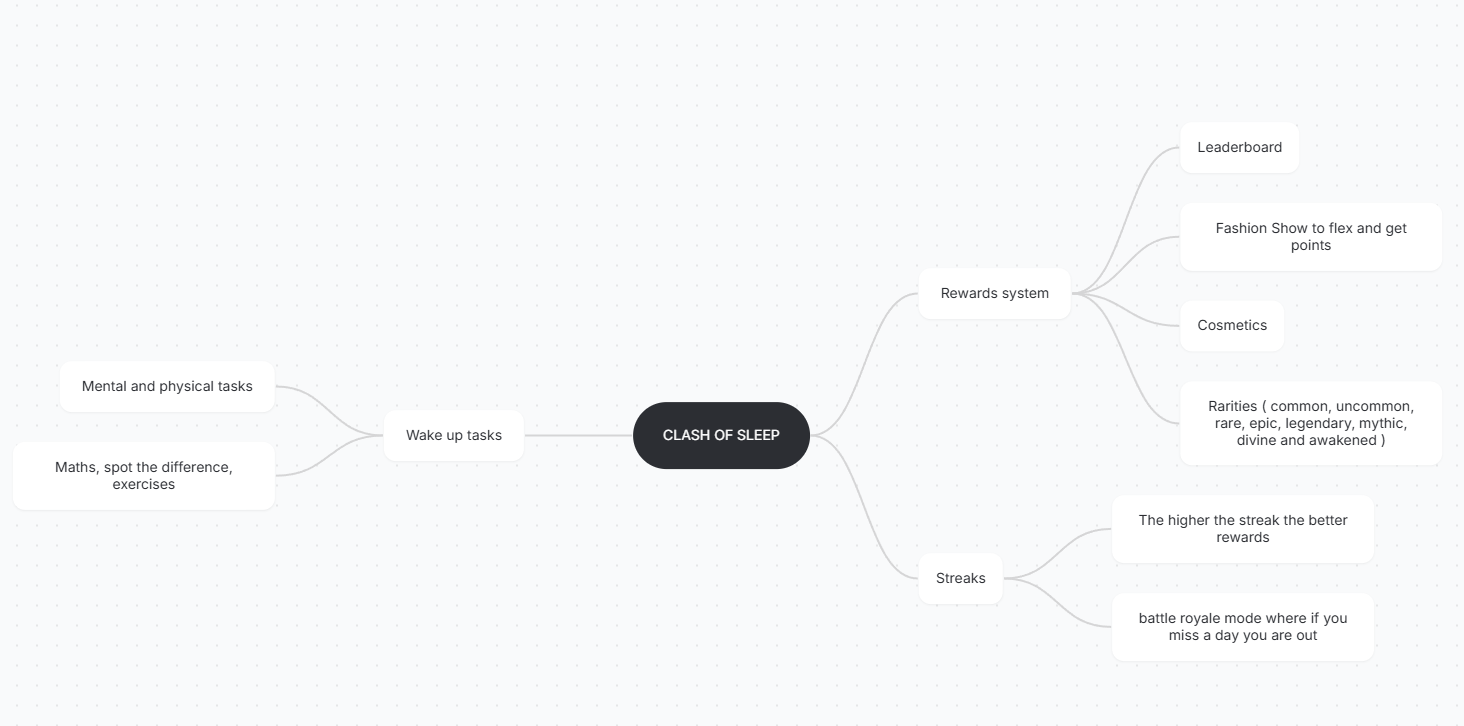 Leaderboard
Fashion Show to flex and get
points
Rewards system
Cosmetics
Mental and physical tasks
Rarities ( common, uncommon,
rare, epic, legendary, mythic,
divine and awakened )
Wake up tasks
CLASH OF SLEEP
Maths, spot the difference,
exercises
The higher the streak the better
rewards
Streaks
battle royale mode where if you
miss a day you are out